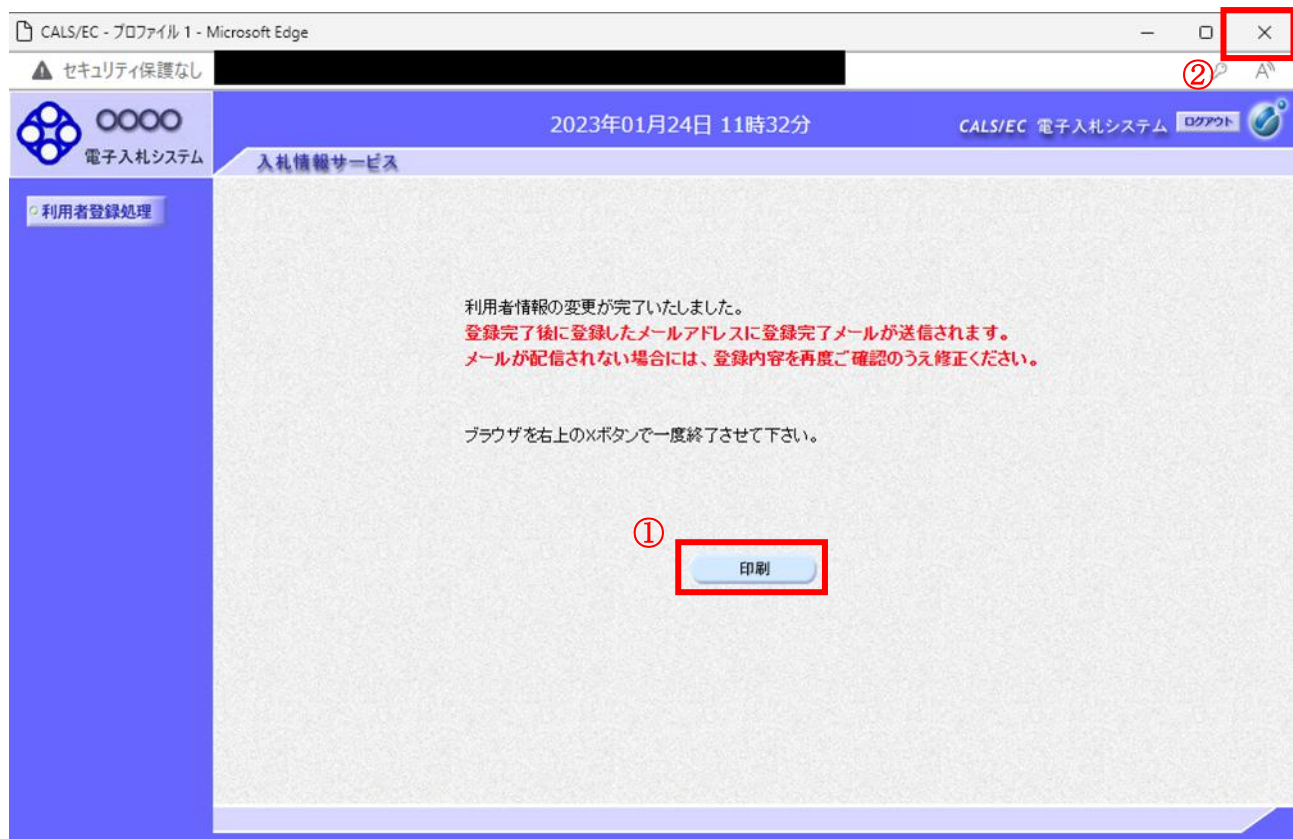 CALS/EC - プロファイル 1 - Microsoft Edge
セキュリティ保護なし
②
A
OOOO
電子入札システム
2023年01月24日 11時32分
CALS/EC 電子入札システム
ログアウト
入札情報サービス
利用者登録処理
利用者情報の変更が完了いたしました。
登録完了後に登録したメールアドレスに登録完了メールが送信されます。
メールが配信されない場合には、登録内容を再度ご確認のうえ修正ください。
ブラウザを右上の×ボタンで一度終了させて下さい。
①
印刷